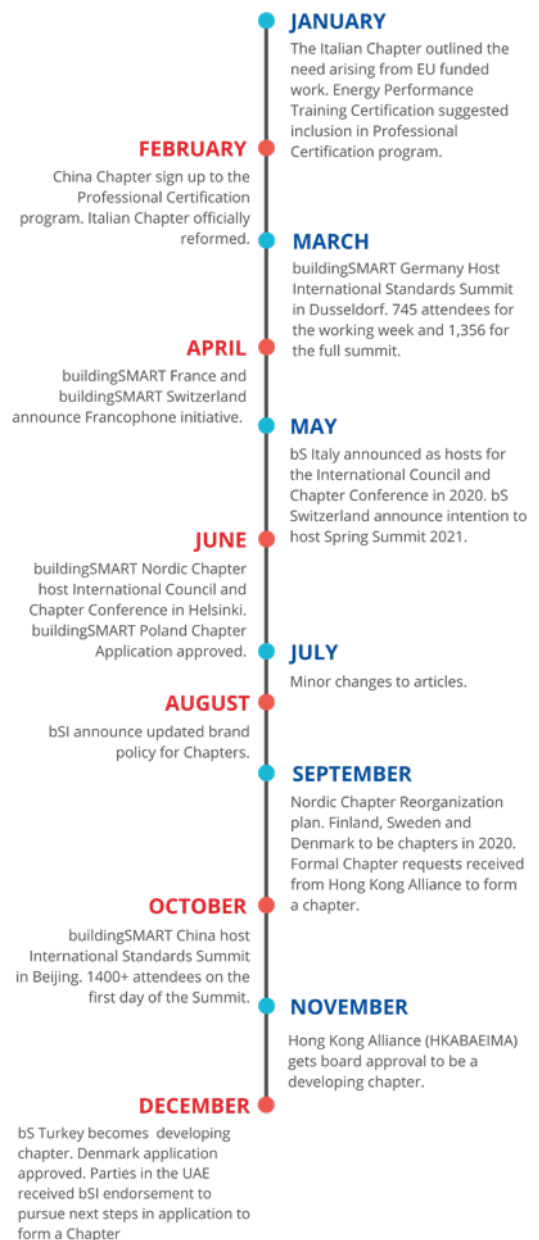 JANUARY
The Italian Chapter outlined the
need arising from EU funded
work. Energy Performance
Training Certification suggested
inclusion in Professional
Certification program.
FEBRUARY
China Chapter sign up to the
Professional Certification
program. Italian Chapter officially
reformed.
MARCH
buildingSMART Germany Host
International Standards Summit
in Dusseldorf. 745 attendees for
the working week and 1,356 for
the full summit.
APRIL
buildingSMART France and
buildingSMART Switzerland
announce Francophone initiative.
MAY
bS Italy announced as hosts for
the International Council and
Chapter Conference in 2020. bS
Switzerland announce intention to
host Spring Summit 2021.
JUNE
buildingSMART Nordic Chapter
host International Council and
Chapter Conference in Helsinki.
buildingSMART Poland Chapter
Application approved.
JULY
Minor changes to articles.
AUGUST
bSI announce updated brand
policy for Chapters.
SEPTEMBER
Nordic Chapter Reorganization
plan. Finland, Sweden and
Denmark to be chapters in 2020.
Formal Chapter requests received
from Hong Kong Alliance to form
a chapter.
OCTOBER
buildingSMART China host
International Standards Summit
in Beijing. 1400+ attendees on the
first day of the Summit.
NOVEMBER
Hong Kong Alliance (HKABAEIMA)
gets board approval to be a
developing chapter.
DECEMBER
bS Turkey becomes developing
chapter. Denmark application
approved. Parties in the UAE
received bSI endorsement to
pursue next steps in application to
form a Chapter